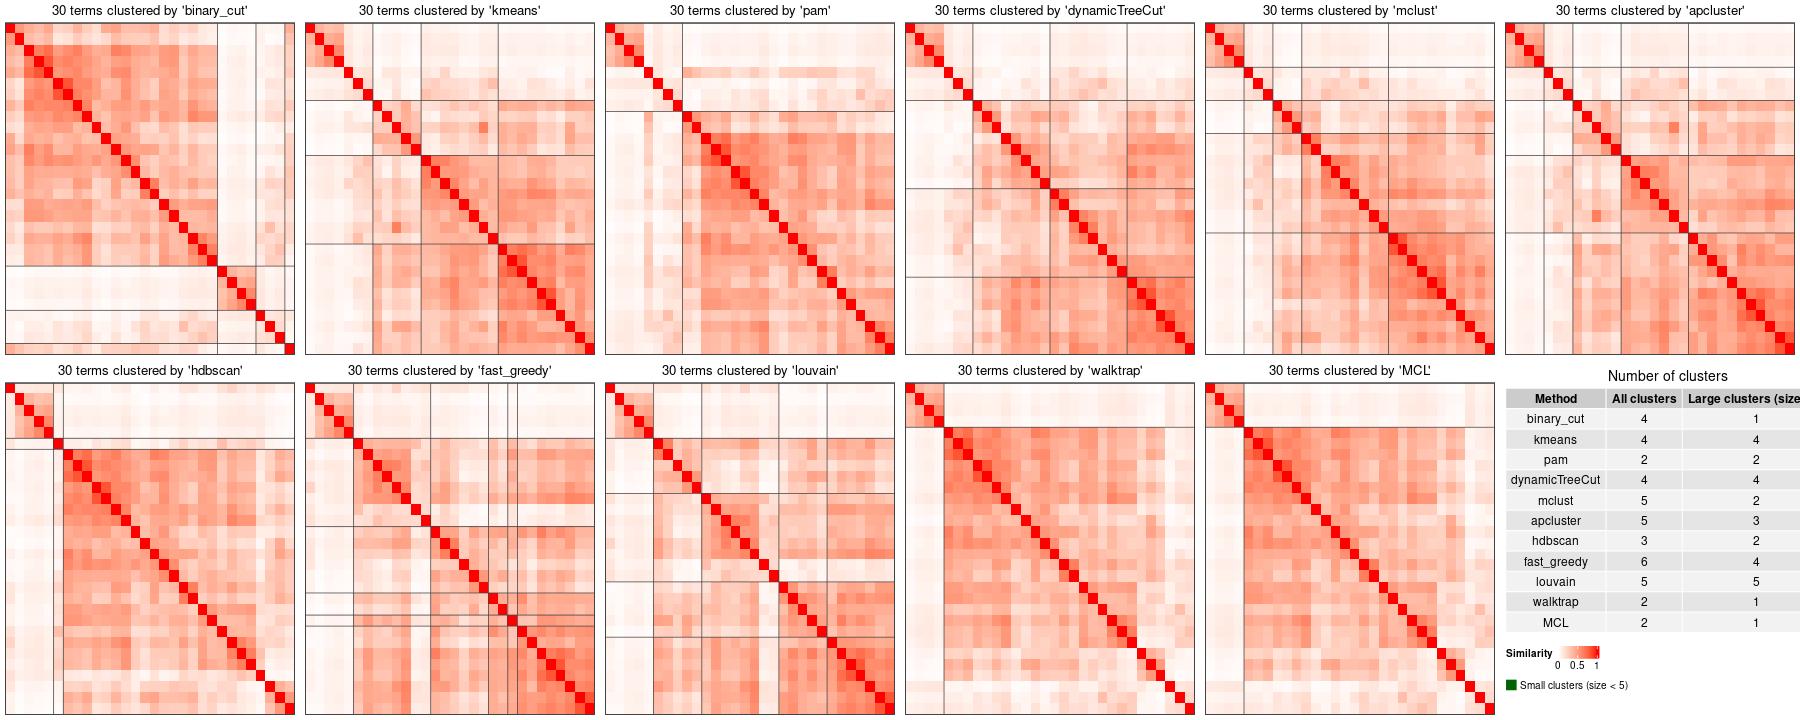 30 terms clustered by 'binary_cut'
30 terms clustered by 'kmeans'
30 terms clustered by 'pam'
30 terms clustered by 'dynamicTreeCut'
30 terms clustered by 'mclust'
30 terms clustered by 'apcluster'
30 terms clustered by 'hdbscan'
30 terms clustered by 'fast_greedy'
30 terms clustered by 'louvain'
30 terms clustered by 'walktrap'
30 terms clustered by 'MCL'
Number of clusters
Method All clusters Large clusters (size
binary_cut 4 1
kmeans 4 4
pam 2 2
dynamicTreeCut 4 4
mclust 5 2
apcluster 5 3
hdbscan 3 2
fast_greedy 6 4
louvain 5 5
walktrap 2 1
MCL 2 1
Similarity
0 0.5 1
Small clusters (size < 5)